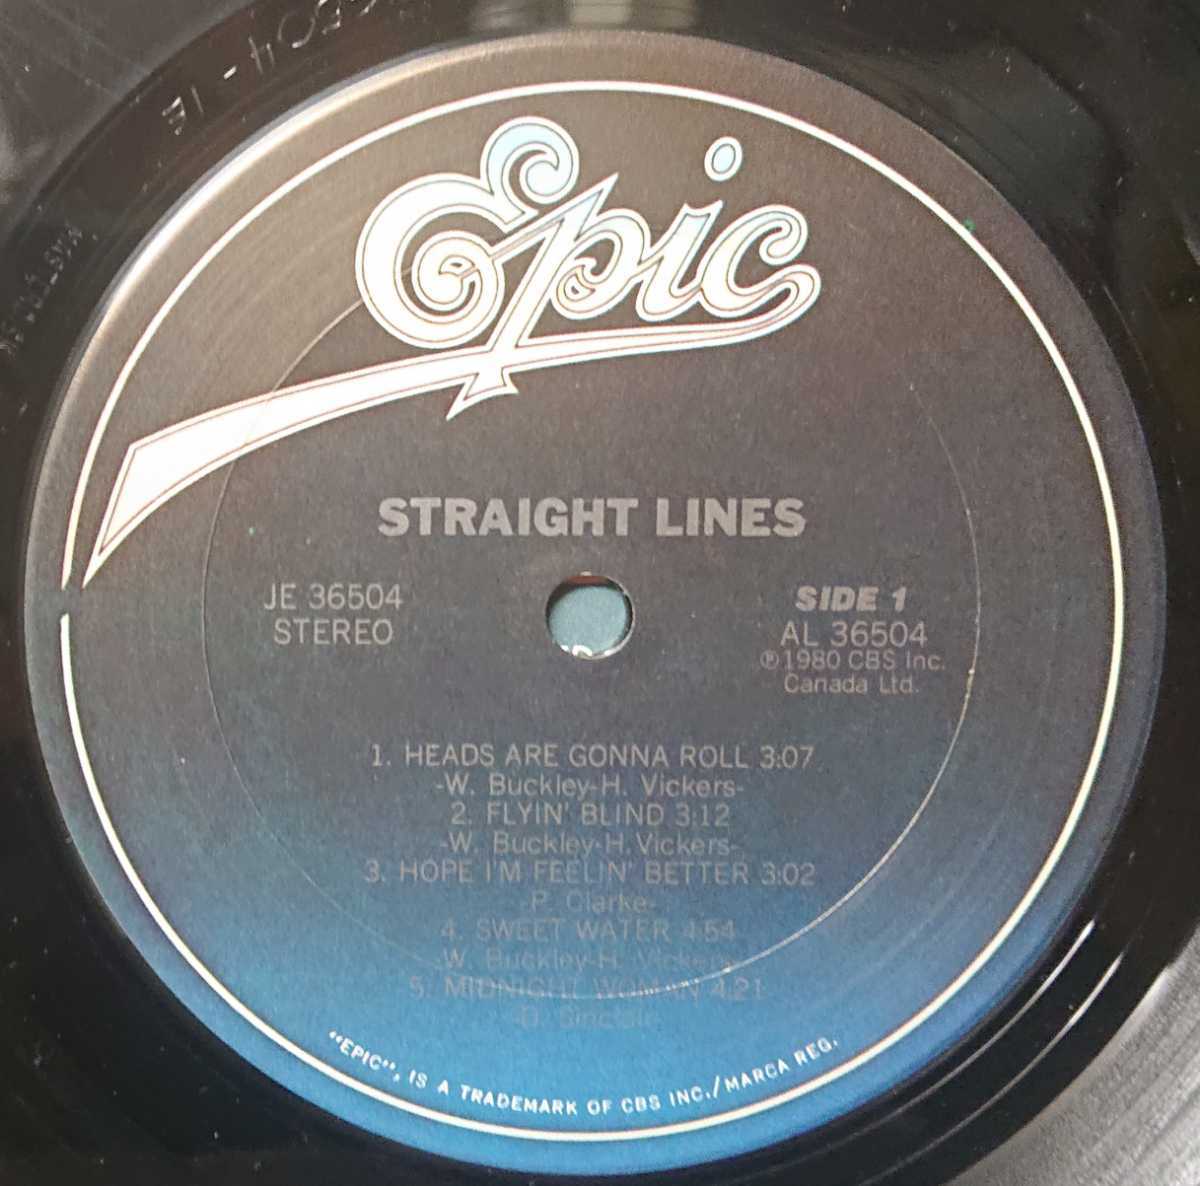 Epic
STRAIGHT LINES
JE 36504
STEREO
SIDE 1
AL 36504
℗1980 CBS Inc.
Canada Ltd.
1. HEADS ARE GONNA ROLL 3:07
-W. Buckley-H. Vickers-
2. FLYIN' BLIND 3:12
-W. Buckley-H. Vickers-
3. HOPE I'M FEELIN' BETTER 3:02
-P. Clarke-
4. SWEET WATER 4:54
-W. Buckley-H. Vickers-
5. MIDNIGHT WOMAN 4:21
Sinclair-
"EPIC", IS A TRADEMARK OF CBS INC./MARCA REG.